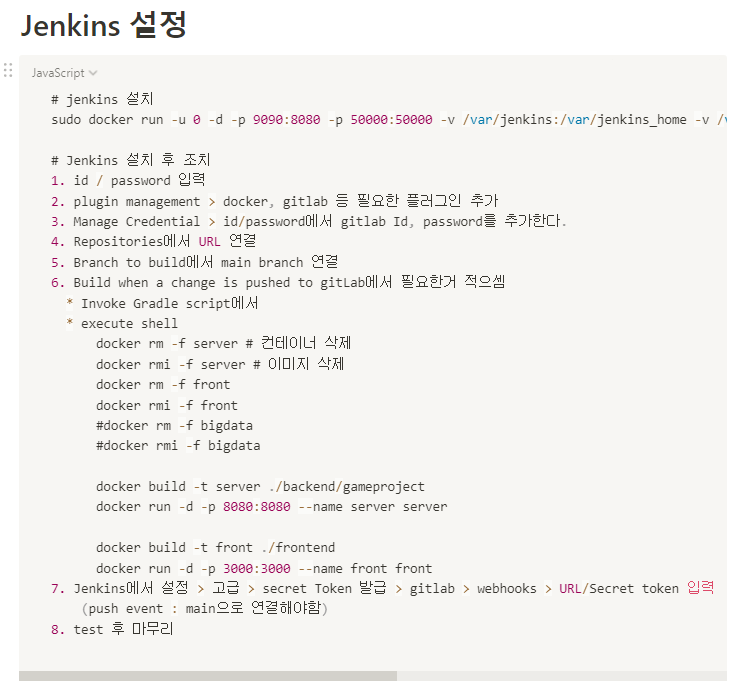 Jenkins 설정
JavaScript
# jenkins 설치
sudo docker run -u 0 -d -p 9090:8080 -p 50000:50000 -v /var/jenkins:/var/jenkins_home -v
# Jenkins 설치 후 조치
1. id / password 입력
2. plugin management > docker, gitlab 등 필요한 플러그인 추가
3. Manage Credential > id/password에서 gitlab Id, password를 추가한다.
4. Repositories에서 URL 연결
5. Branch to build에서 main branch 연결
6. Build when a change is pushed to gitLab에서 필요한거 적으셈
* Invoke Gradle script에서
* execute shell
docker rm -f server # 컨테이너 삭제
docker rmi -f server # 이미지 삭제
docker rm -f front
docker rmi -f front
#docker rm -f bigdata
#docker rmi -f bigdata
docker build -t server ./backend/gameproject
docker run -d -p 8080:8080 --name server server
docker build -t front ./frontend
docker run -d -p 3000:3000 --name front front
7. Jenkins에서 설정 > 고급 > secret Token 발급 > gitlab > webhooks > URL/Secret token 입력
(push event : main으로 연결해야함)
8. test 후 마무리